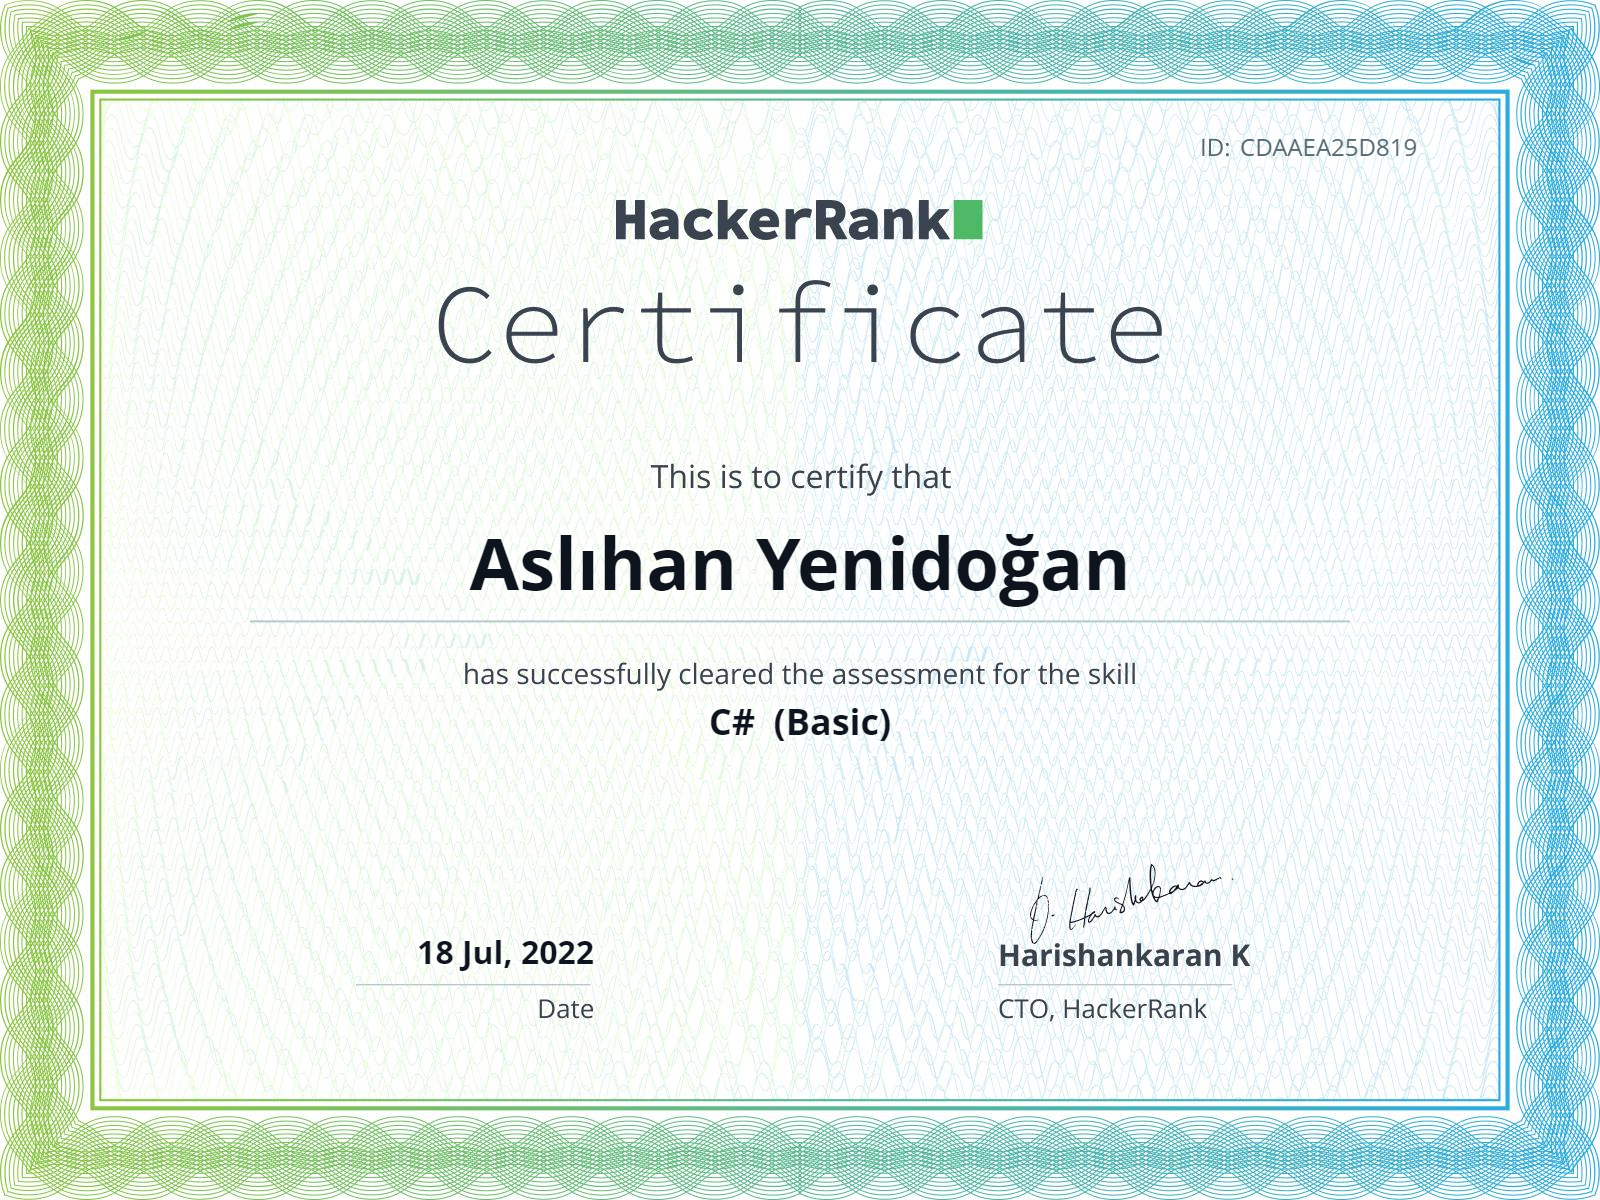 ID: CDAAEA25D819
HackerRank
Certificate
This is to certify that
Aslıhan Yenidoğan
has successfully cleared the assessment for the skill
C# (Basic)
J. Harishakaran
18 Jul, 2022
Harishankaran K
Date
CTO, HackerRank